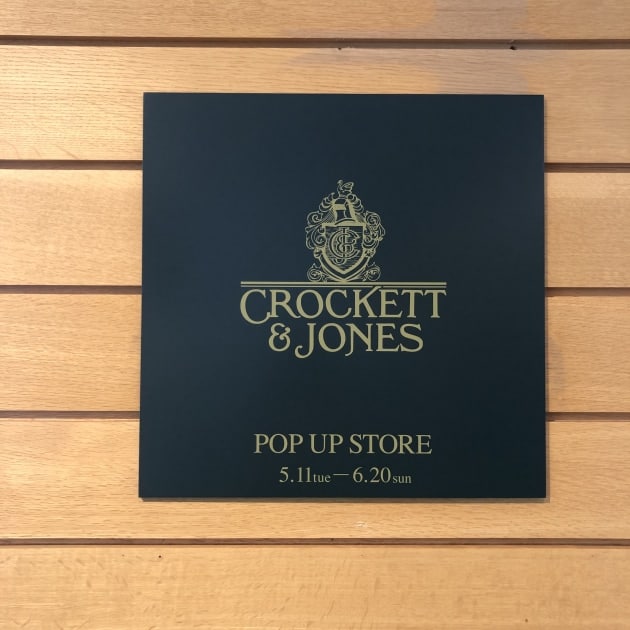 CROCKETT
& JONES
POP UP STORE
5.11tue—6.20sun